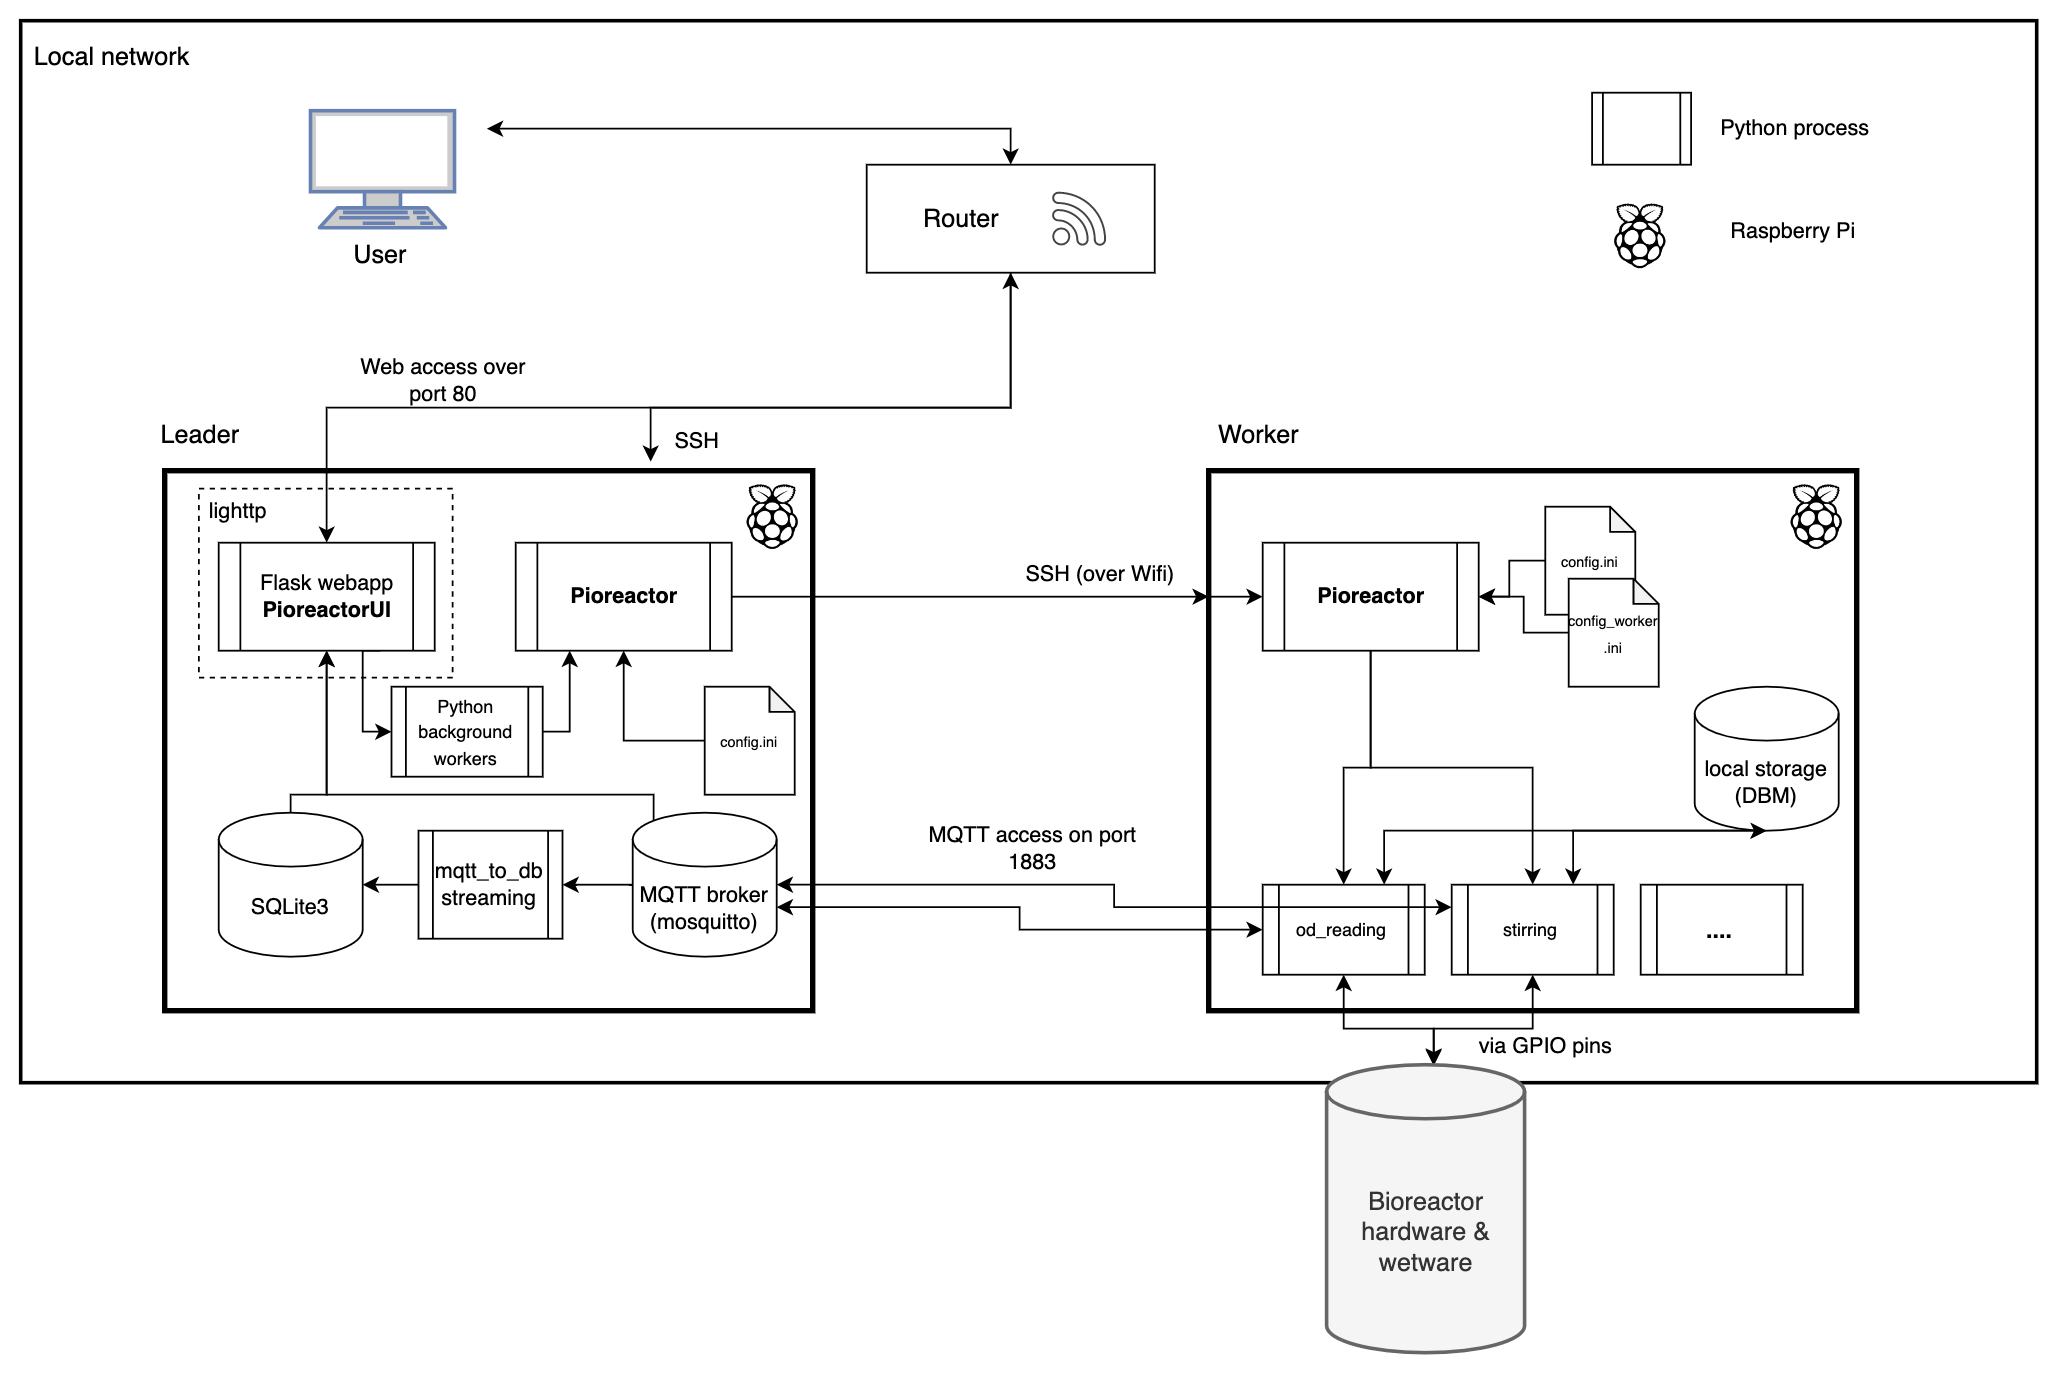 Local network
User
Router
Python process
Raspberry Pi
Web access over
port 80
SSH
Leader
lighttp
Flask webapp
PioreactorUI
Pioreactor
Python
background
workers
config.ini
SQLite3
mqtt_to_db
streaming
MQTT broker
(mosquitto)
SSH (over Wifi)
MQTT access on port
1883
Worker
Pioreactor
config.ini
config_worker
.ini
local storage
(DBM)
od_reading
stirring
....
via GPIO pins
Bioreactor
hardware &
wetware